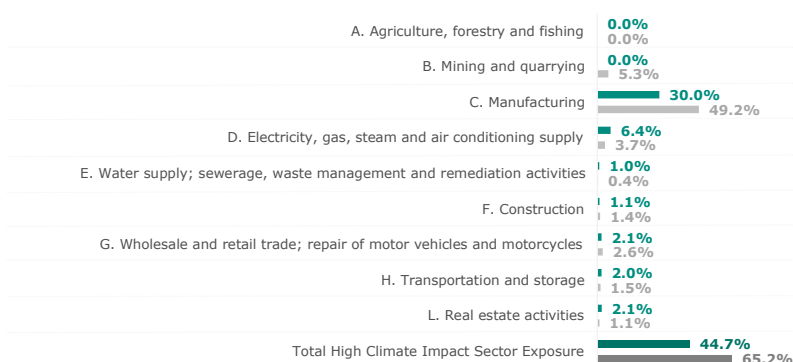 A. Agriculture, forestry and fishing
0.0%
0.0%
B. Mining and quarrying
0.0%
5.3%
C. Manufacturing
30.0%
49.2%
D. Electricity, gas, steam and air conditioning supply
6.4%
3.7%
E. Water supply; sewerage, waste management and remediation activities
1.0%
0.4%
F. Construction
1.1%
1.4%
G. Wholesale and retail trade; repair of motor vehicles and motorcycles
2.1%
2.6%
H. Transportation and storage
2.0%
1.5%
L. Real estate activities
2.1%
1.1%
Total High Climate Impact Sector Exposure
44.7%
65.2%